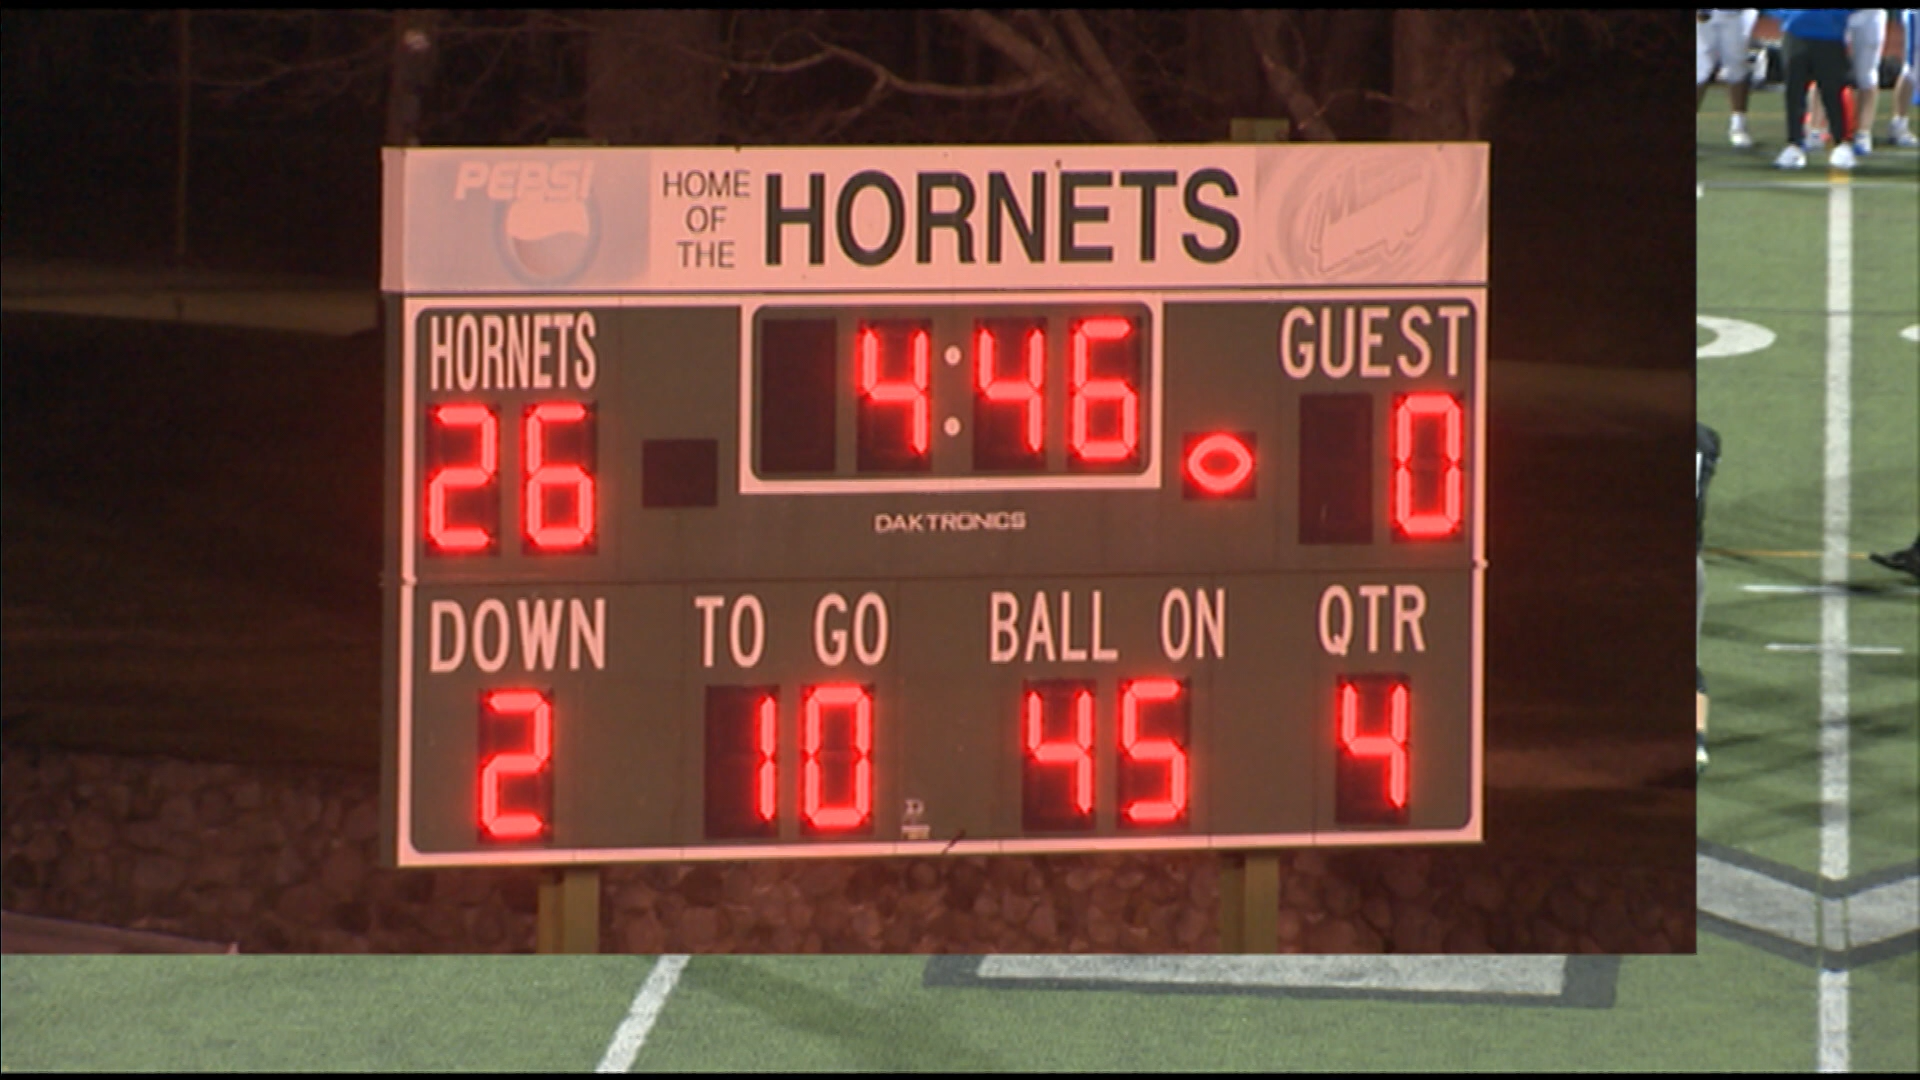 PEPSI
HOME OF THE HORNETS
HORNETS 4:46 GUEST
26 0
DAKTRONICS
DOWN TO GO BALL ON QTR
2 10 45 4